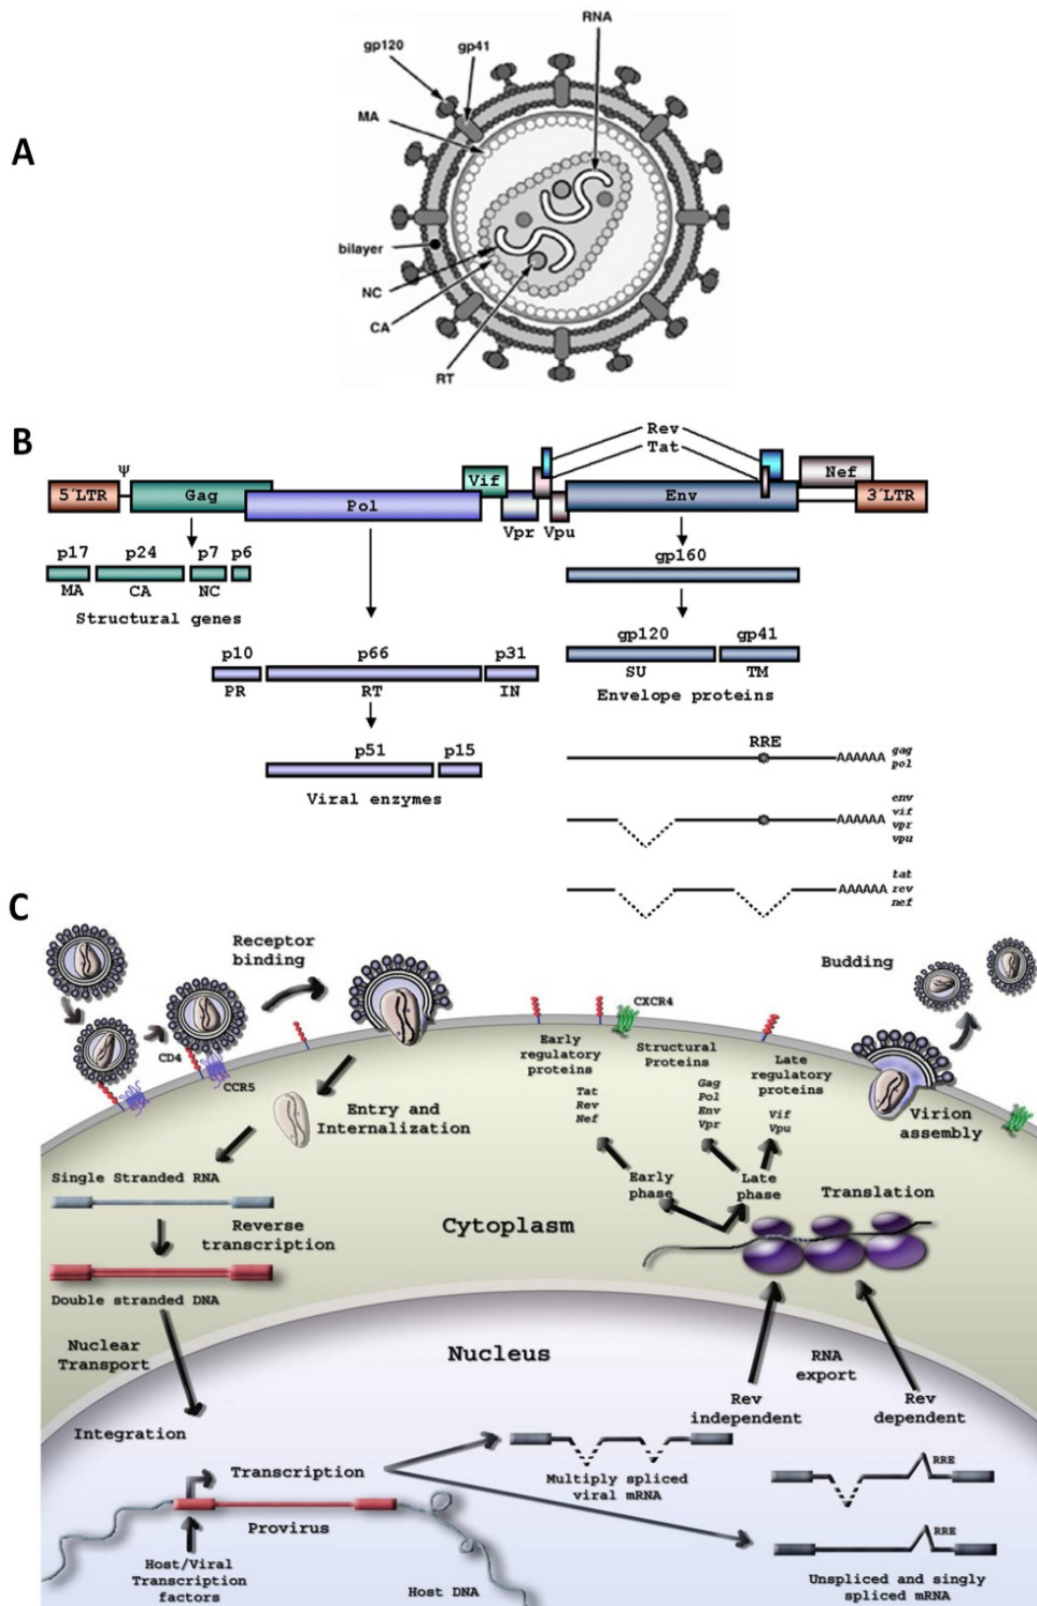 A
RNA
gp120
gp41
MA
bilayer
NC
CA
RT
B
Rev
Tat
Ψ
5´LTR
Gag
Pol
Vif
Vpr
Vpu
Env
Nef
3´LTR
p17
p24
p7
p6
MA
CA
NC
Structural genes
gp160
gp120
gp41
SU
TM
Envelope proteins
p10
p66
p31
PR
RT
IN
p51
p15
Viral enzymes
RRE
AAAAAA
gag
pol
AAAAAA
env
vif
vpr
vpu
AAAAAA
tat
rev
nef
C
Receptor
binding
Budding
CD4
CCR5
CXCR4
Early
regulatory
proteins
Structural
Proteins
Late
regulatory
proteins
Tat
Rev
Nef
Gag
Pol
Env
Vpr
Vif
Vpu
Virion
assembly
Entry and
Internalization
Single Stranded RNA
Reverse
transcription
Double stranded DNA
Early
phase
Late
phase
Translation
Cytoplasm
Nuclear
Transport
Nucleus
RNA
export
Rev
independent
Rev
dependent
Integration
Transcription
Multiply spliced
viral mRNA
RRE
Provirus
RRE
Host/Viral
Transcription
factors
Host DNA
Unspliced and singly
spliced mRNA